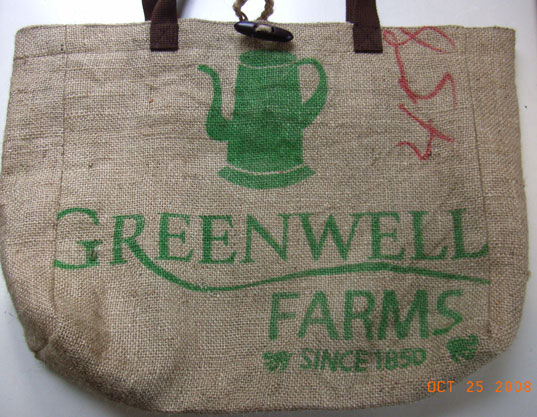 GREENWELL
FARMS
SINCE 1850
OCT 25 2008